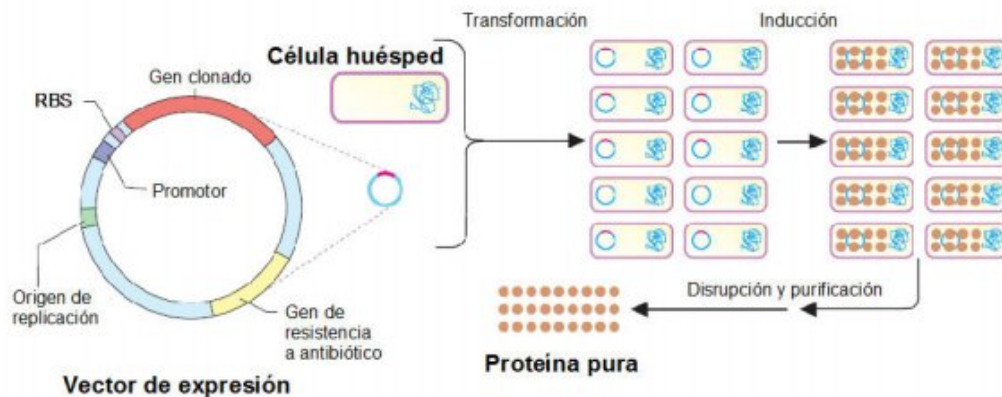 Transformación
Inducción
Célula huésped
Gen clonado
RBS
Promotor
Origen de
replicación
Gen de
resistencia
a antibiótico
Vector de expresión
Disrupción y purificación
Proteína pura